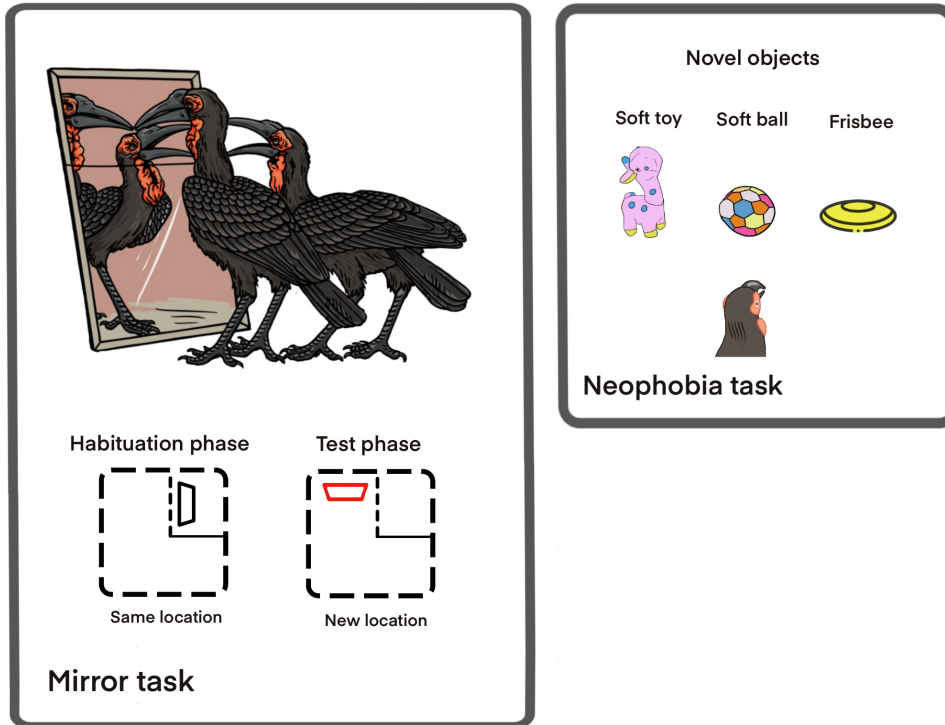 Habituation phase
Test phase
Same location
New location
Mirror task
Novel objects
Soft toy
Soft ball
Frisbee
Neophobia task